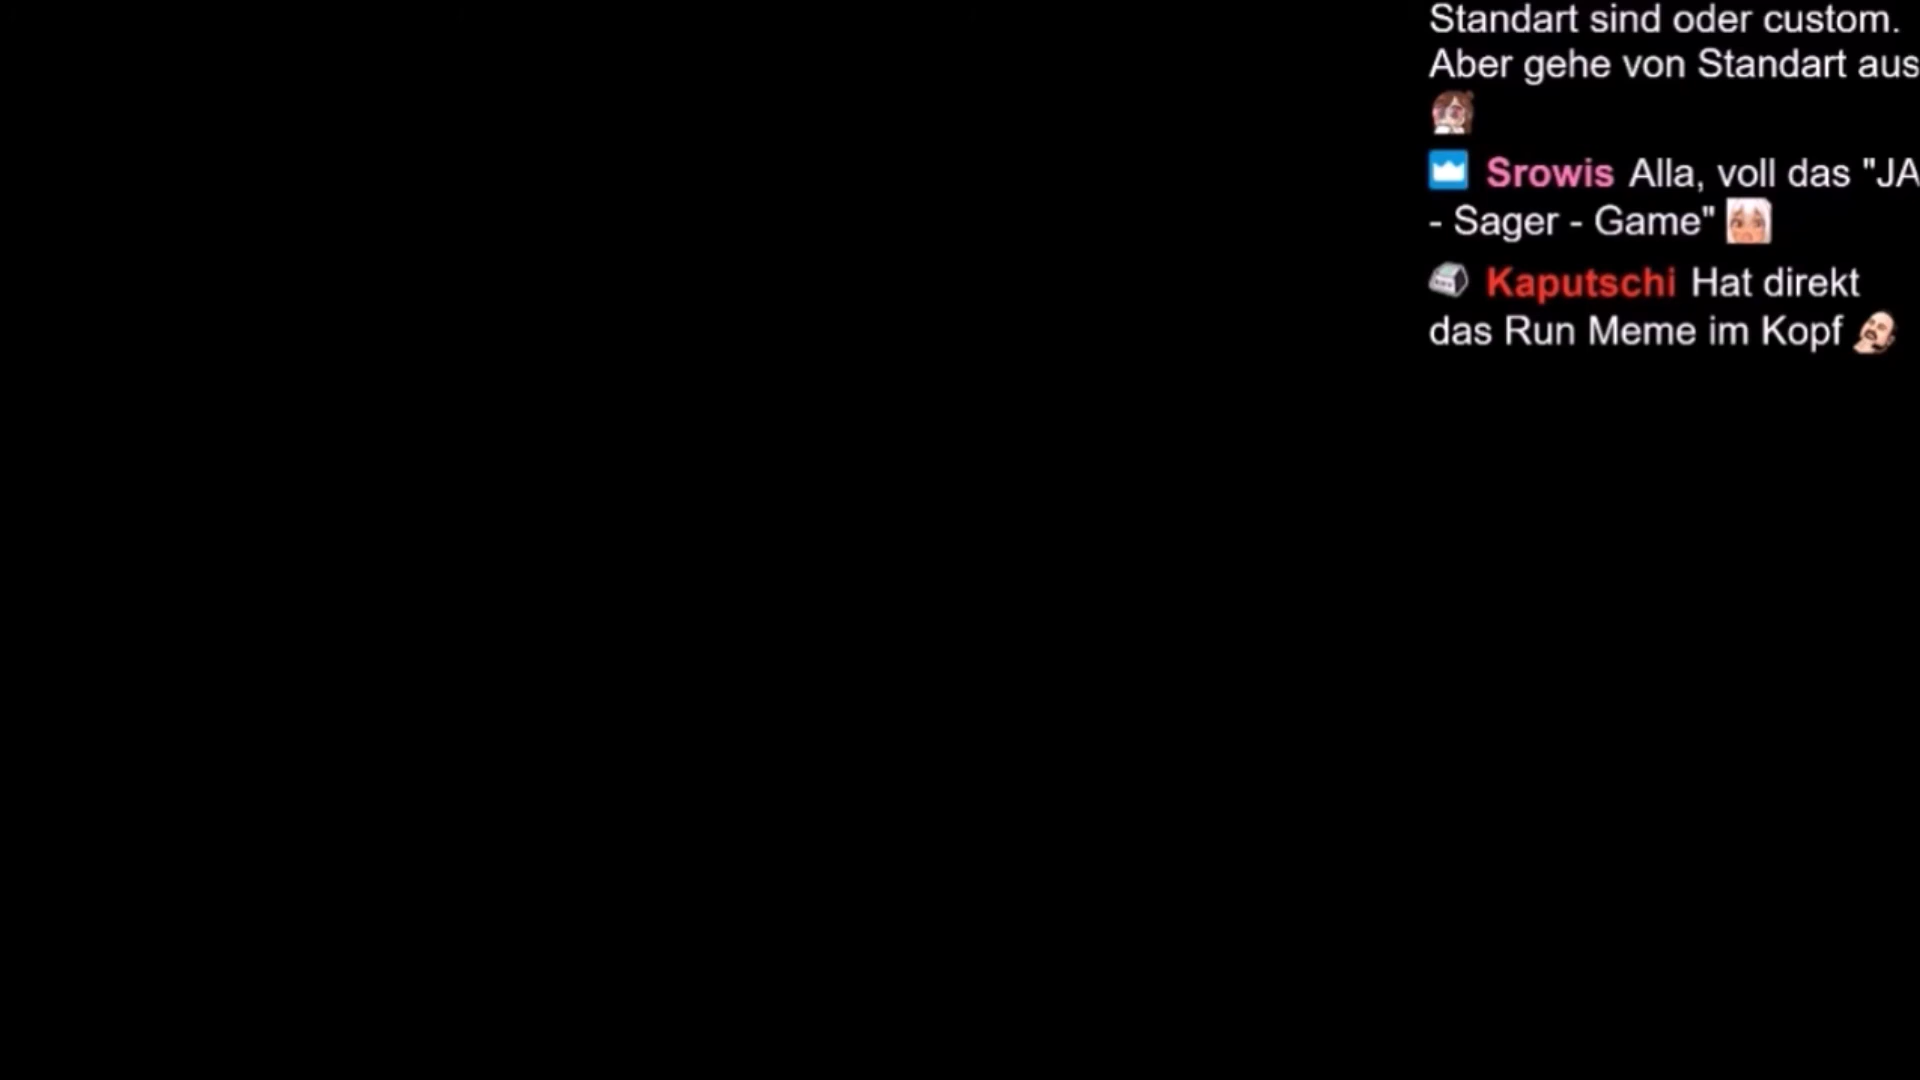 Standart sind oder custom.
Aber gehe von Standart aus
Srowis Alla, voll das "JA
- Sager - Game"
Kaputschi Hat direkt
das Run Meme im Kopf